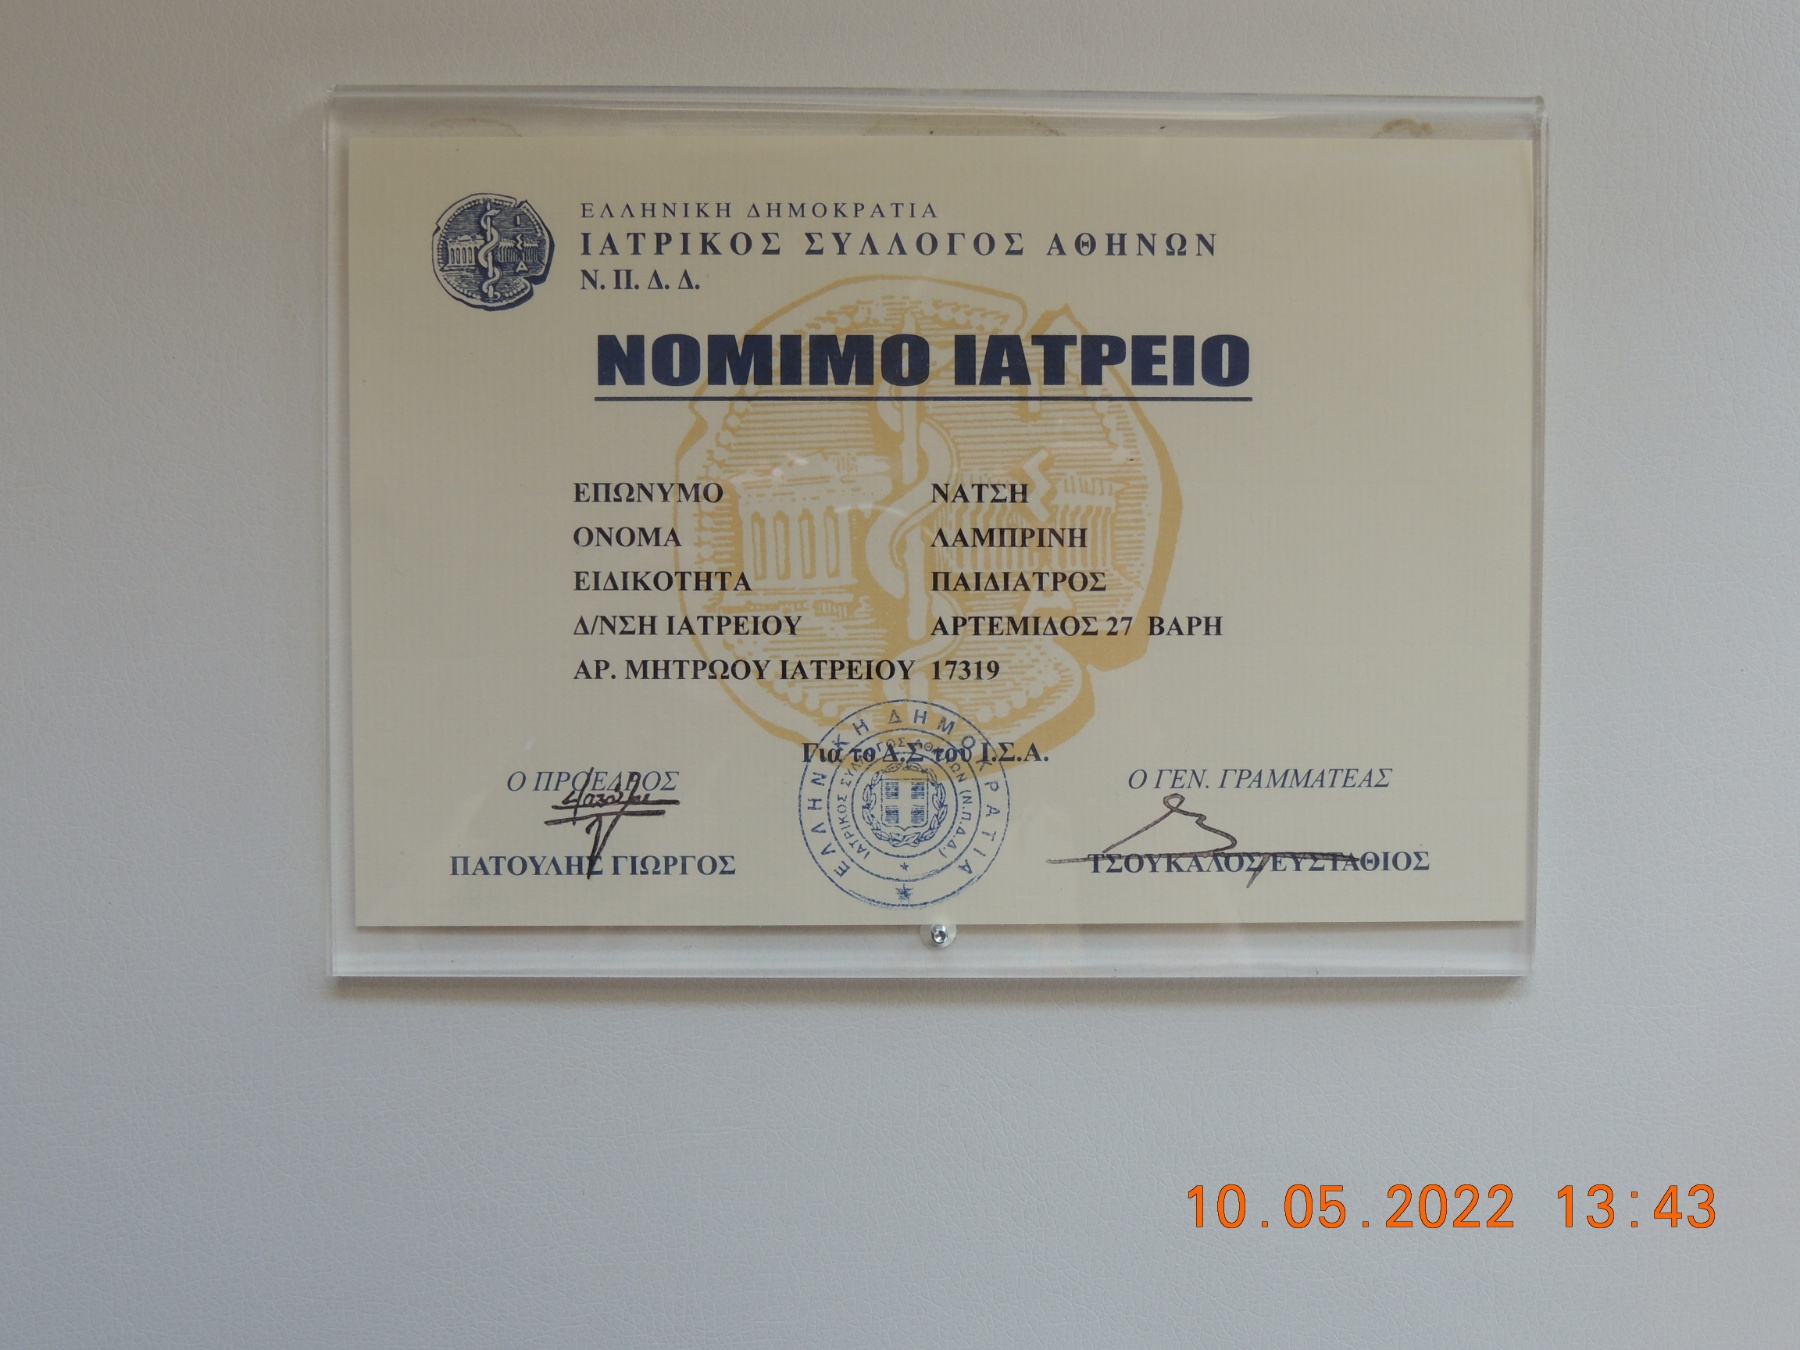 ΕΛΛΗΝΙΚΗ ΔΗΜΟΚΡΑΤΙΑ
ΙΑΤΡΙΚΟΣ ΣΥΛΛΟΓΟΣ ΑΘΗΝΩΝ
Ν. Π. Δ. Δ.
ΝΟΜΙΜΟ ΙΑΤΡΕΙΟ
ΕΠΩΝΥΜΟ ΝΑΤΣΗ
ΟΝΟΜΑ ΛΑΜΠΡΙΝΗ
ΕΙΔΙΚΟΤΗΤΑ ΠΑΙΔΙΑΤΡΟΣ
Δ/ΝΣΗ ΙΑΤΡΕΙΟΥ ΑΡΤΕΜΙΔΟΣ 27 ΒΑΡΗ
ΑΡ. ΜΗΤΡΩΟΥ ΙΑΤΡΕΙΟΥ 17319
Για το Δ.Σ του Ι.Σ.Α.
Ο ΠΡΟΕΔΡΟΣ Ο ΓΕΝ. ΓΡΑΜΜΑΤΕΑΣ
ΠΑΤΟΥΛΗΣ ΓΙΩΡΓΟΣ ΤΣΟΥΚΑΛΟΣ ΕΥΣΤΑΘΙΟΣ
ΕΛΛΗΝΙΚΗ ΔΗΜΟΚΡΑΤΙΑ
ΙΑΤΡΙΚΟΣ ΣΥΛΛΟΓΟΣ ΑΘΗΝΩΝ (Ν.Π.Δ.Δ.)
10.05.2022 13:43